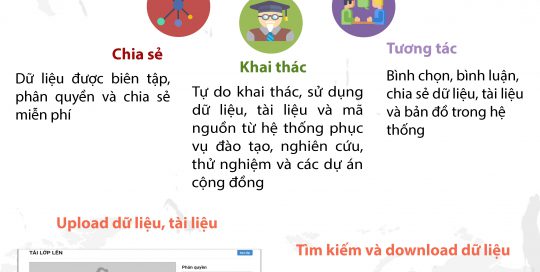 Chia sẻ
Dữ liệu được biên tập,
phân quyền và chia sẻ
miễn phí
Khai thác
Tự do khai thác, sử dụng
dữ liệu, tài liệu và mã
nguồn từ hệ thống phục
vụ đào tạo, nghiên cứu,
thử nghiệm và các dự án
cộng đồng
Tương tác
Bình chọn, bình luận,
chia sẻ dữ liệu, tài liệu
và bản đồ trong hệ
thống
Upload dữ liệu, tài liệu
TẢI LỚP LÊN
Phân quyền
Tìm kiếm và download dữ liệu